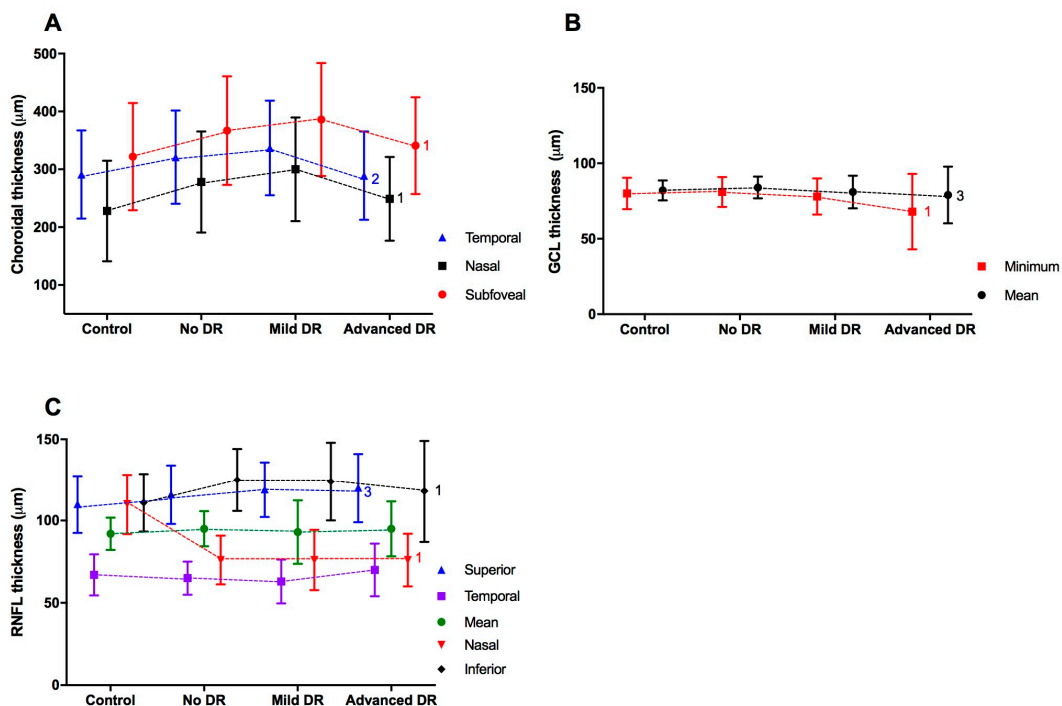 A
Choroidal thickness (μm)
500
400
300
200
100
2
1
1
Temporal
Nasal
Subfoveal
Control No DR Mild DR Advanced DR
B
GCL thickness (μm)
150
100
50
0
3
1
Minimum
Mean
Control No DR Mild DR Advanced DR
C
RNFL thickness (μm)
150
100
50
0
3
1
1
Superior
Temporal
Mean
Nasal
Inferior
Control No DR Mild DR Advanced DR